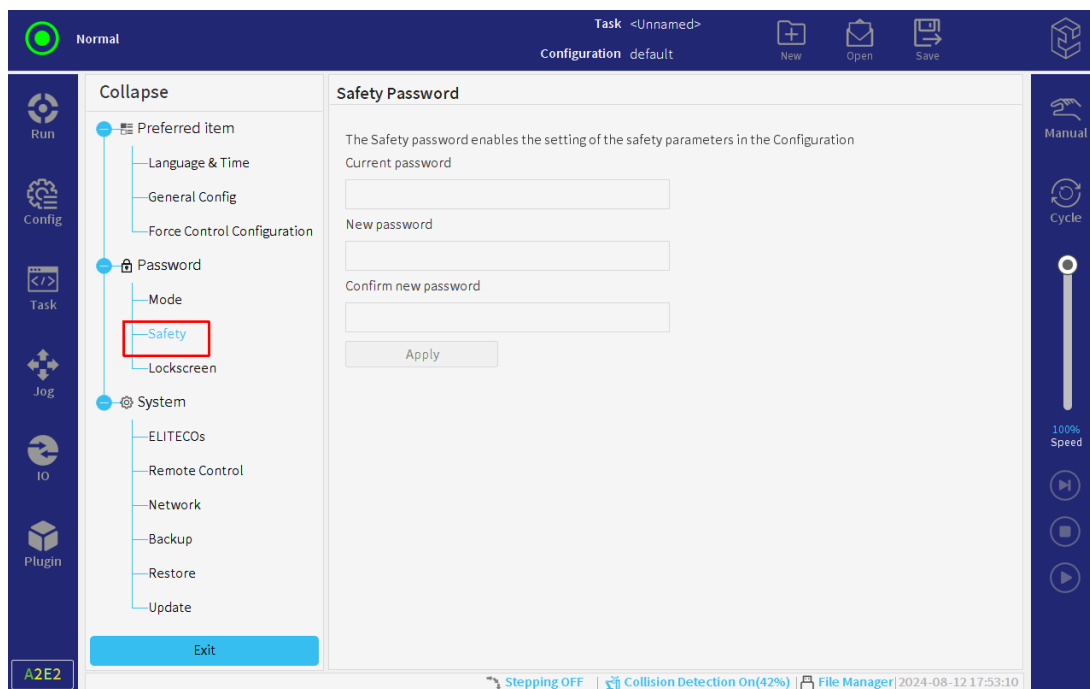 Normal
Task <Unnamed>
Configuration default
New
Open
Save
Run
Config
Task
Jog
IO
Plugin
A2E2
Collapse
Preferred item
Language & Time
General Config
Force Control Configuration
Password
Mode
Safety
Lockscreen
System
ELITECOs
Remote Control
Network
Backup
Restore
Update
Exit
Safety Password
The Safety password enables the setting of the safety parameters in the Configuration
Current password
New password
Confirm new password
Apply
Manual
Cycle
100%
Speed
Stepping OFF | Collision Detection On(42%) | File Manager | 2024-08-12 17:53:10